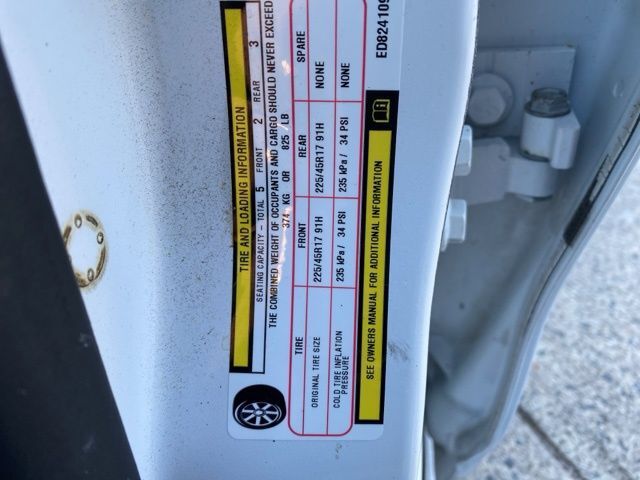 TIRE AND LOADING INFORMATION
SEATING CAPACITY - TOTAL 5 FRONT 2 REAR 3
THE COMBINED WEIGHT OF OCCUPANTS AND CARGO SHOULD NEVER EXCEED
374 KG OR 825 LB
TIRE FRONT REAR SPARE
ORIGINAL TIRE SIZE 225/45R17 91H 225/45R17 91H NONE
COLD TIRE INFLATION PRESSURE 235 kPa / 34 PSI 235 kPa / 34 PSI NONE
SEE OWNERS MANUAL FOR ADDITIONAL INFORMATION
ED824109